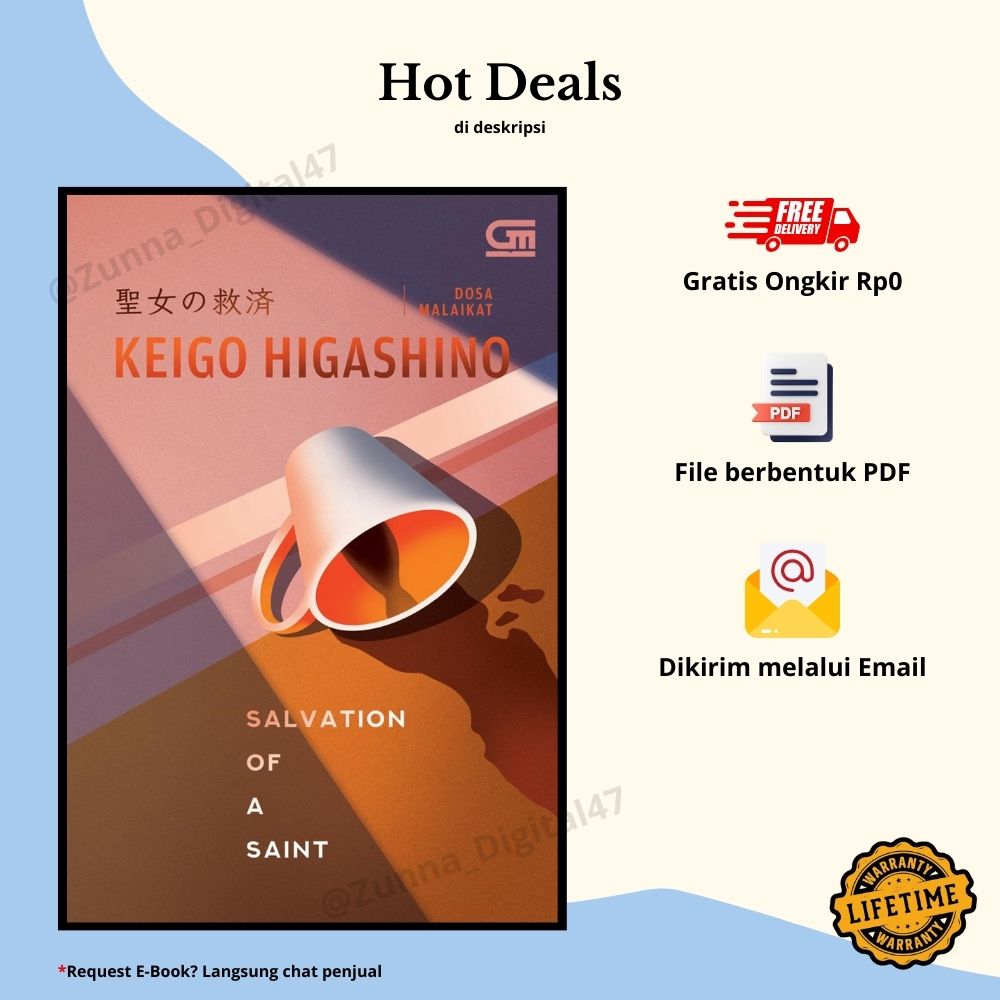 Hot Deals
di deskripsi
@Zunna_Digital47
GM
聖女の救済
DOSA
MALAIKAT
KEIGO HIGASHINO
SALVATION
OF
A
SAINT
@Zunna_Digital47
FREE
DELIVERY
Gratis Ongkir Rp0
PDF
File berbentuk PDF
@
Dikirim melalui Email
WARRANTY
LIFETIME
WARRANTY
*Request E-Book? Langsung chat penjual